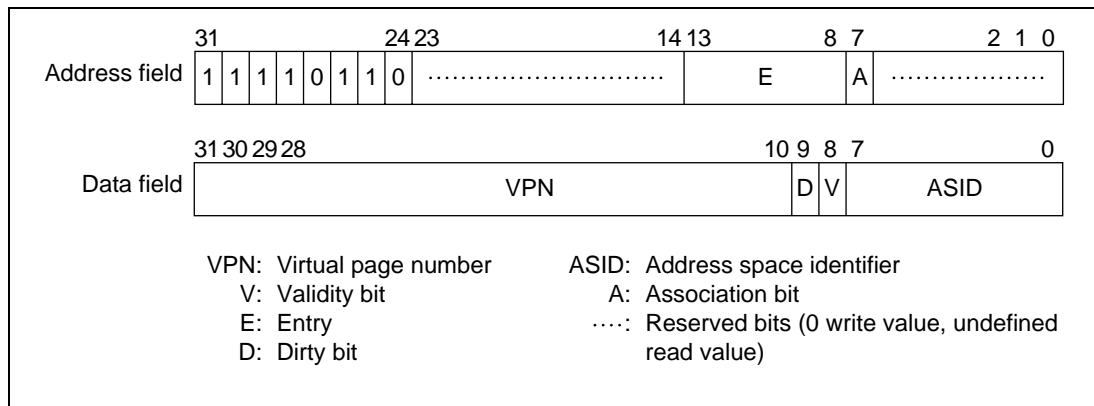 31 24 23 14 13 8 7 2 1 0
Address field 1 1 1 1 0 1 1 0 ............................ E A ...................
31 30 29 28 10 9 8 7 0
Data field VPN D V ASID
VPN: Virtual page number ASID: Address space identifier
V: Validity bit A: Association bit
E: Entry ....: Reserved bits (0 write value, undefined
D: Dirty bit read value)